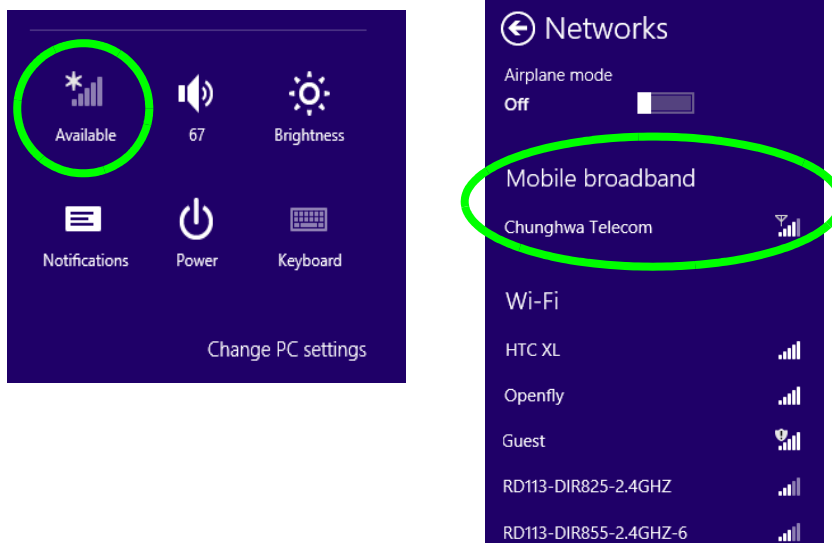 Available
67
Brightness
Notifications
Power
Keyboard
Change PC settings
Networks
Airplane mode
Off
Mobile broadband
Chunghwa Telecom
Wi-Fi
HTC XL
Openfly
Guest
RD113-DIR825-2.4GHZ
RD113-DIR855-2.4GHZ-6